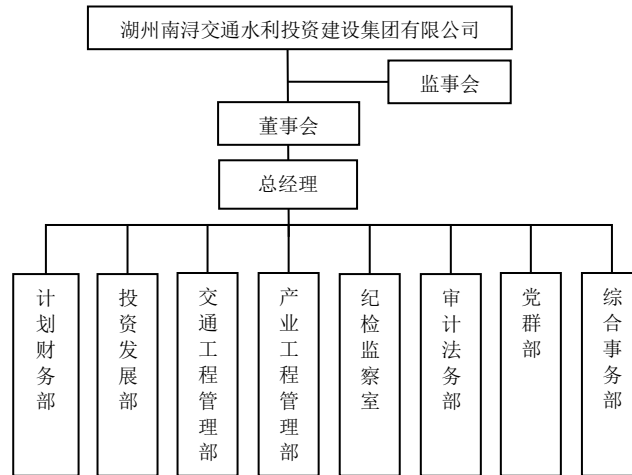 湖州南浔交通水利投资建设集团有限公司
监事会
董事会
总经理
计划财务部
投资发展部
交通工程管理部
产业工程管理部
纪检监察室
审计法务部
党群部
综合事务部